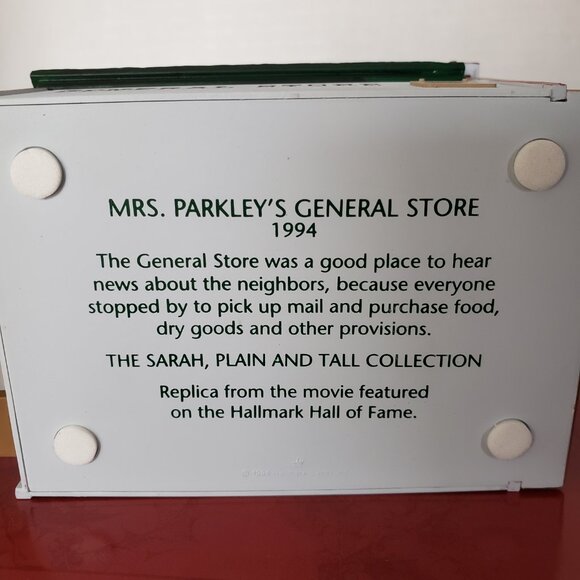 GENERAL STORE
MRS. PARKLEY'S GENERAL STORE
1994
The General Store was a good place to hear
news about the neighbors, because everyone
stopped by to pick up mail and purchase food,
dry goods and other provisions.
THE SARAH, PLAIN AND TALL COLLECTION
Replica from the movie featured
on the Hallmark Hall of Fame.